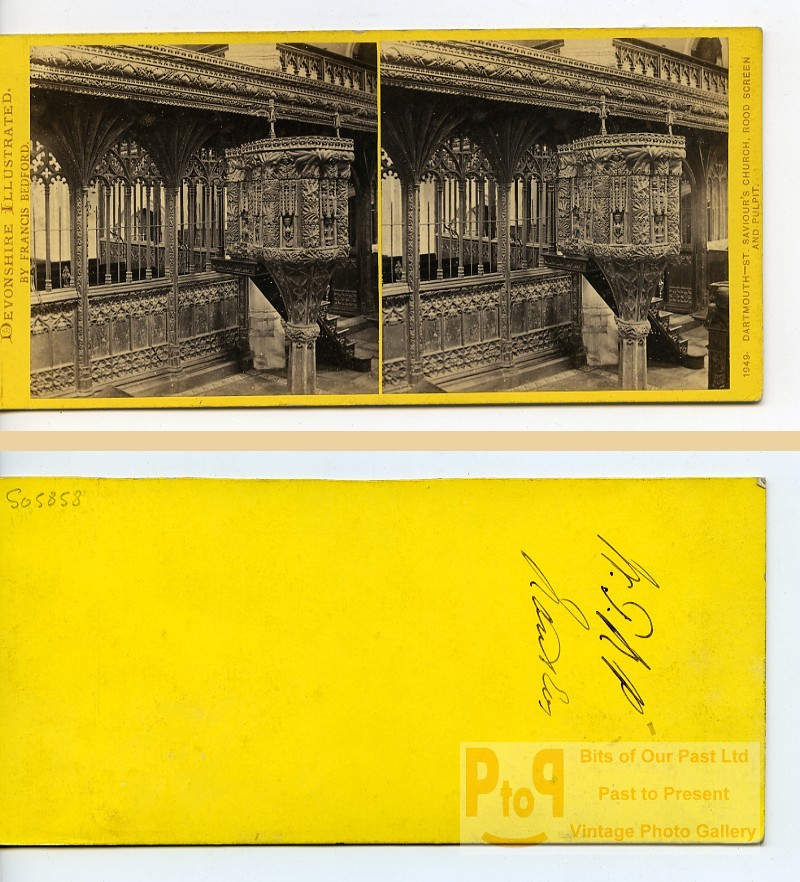 DEVONSHIRE ILLUSTRATED.
BY FRANCIS BEDFORD.
1949. DARTMOUTH—ST. SAVIOUR'S CHURCH, ROOD SCREEN
AND PULPIT.
S05858
PtoP
Bits of Our Past Ltd
Past to Present
Vintage Photo Gallery